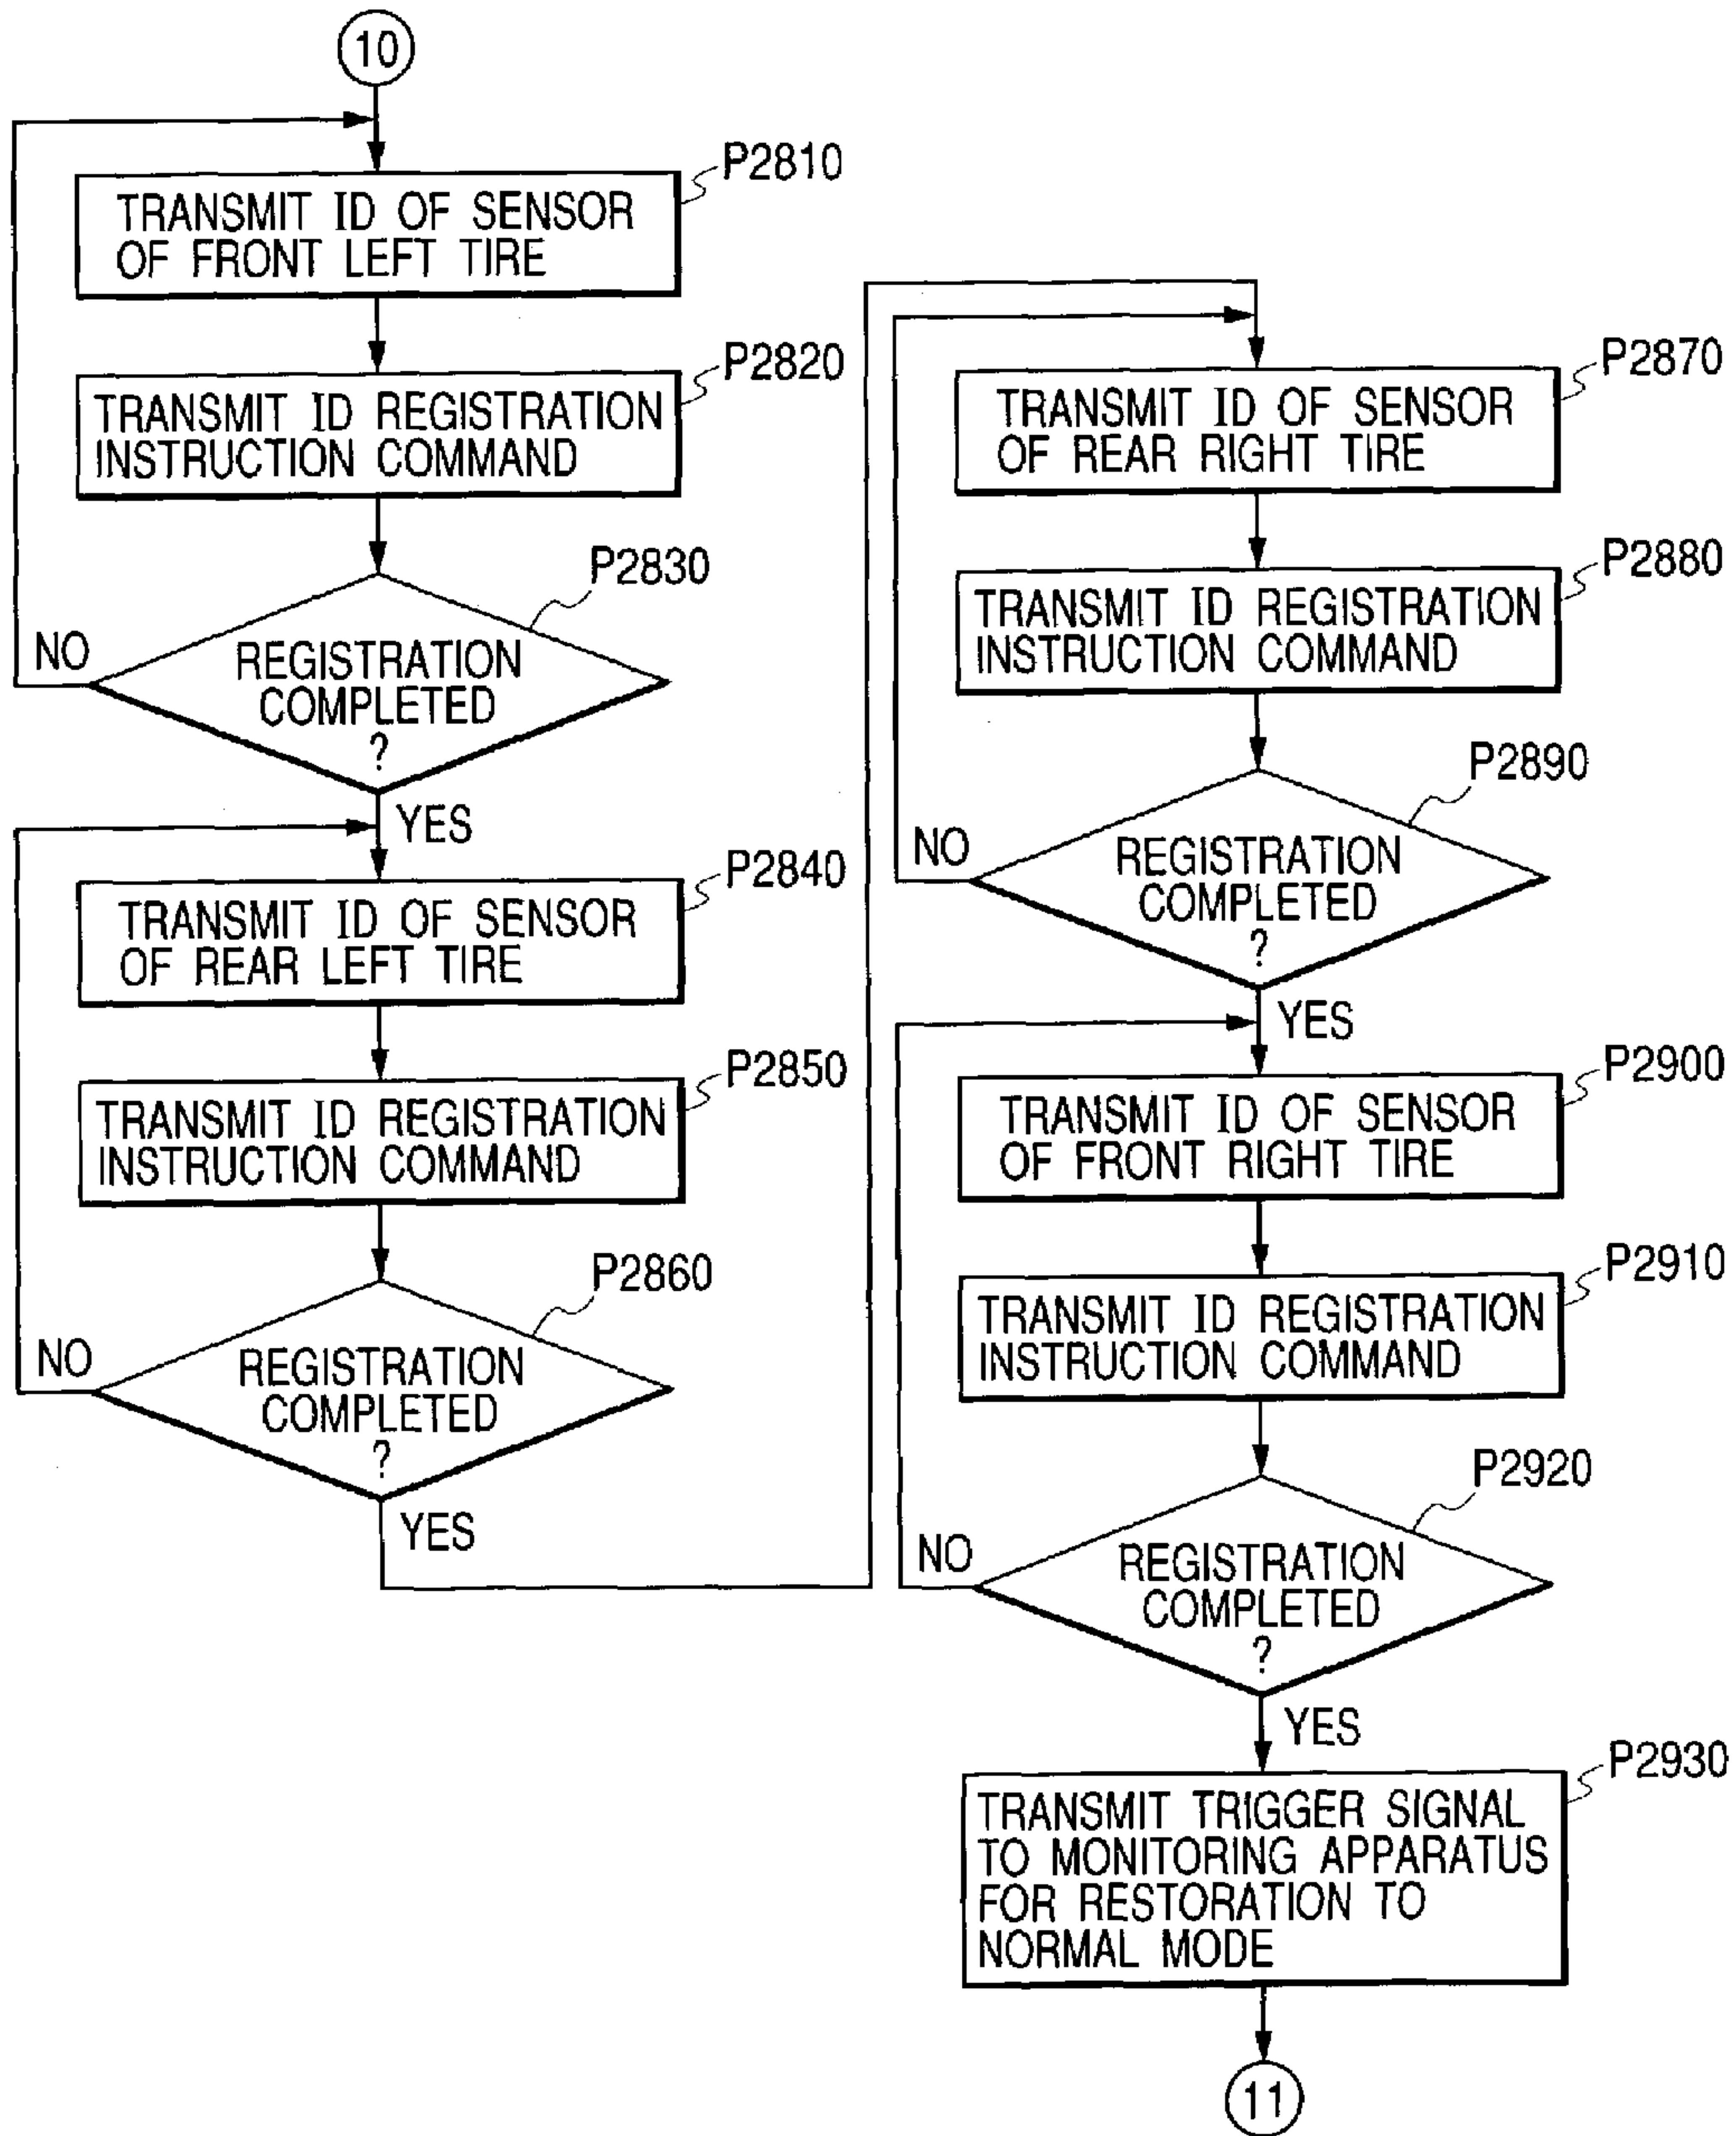 10
P2810
TRANSMIT ID OF SENSOR
OF FRONT LEFT TIRE
P2820
TRANSMIT ID REGISTRATION
INSTRUCTION COMMAND
P2830
NO
REGISTRATION
COMPLETED
?
YES
P2840
TRANSMIT ID OF SENSOR
OF REAR LEFT TIRE
P2850
TRANSMIT ID REGISTRATION
INSTRUCTION COMMAND
P2860
NO
REGISTRATION
COMPLETED
?
YES
P2870
TRANSMIT ID OF SENSOR
OF REAR RIGHT TIRE
P2880
TRANSMIT ID REGISTRATION
INSTRUCTION COMMAND
P2890
NO
REGISTRATION
COMPLETED
?
YES
P2900
TRANSMIT ID OF SENSOR
OF FRONT RIGHT TIRE
P2910
TRANSMIT ID REGISTRATION
INSTRUCTION COMMAND
P2920
NO
REGISTRATION
COMPLETED
?
YES
P2930
TRANSMIT TRIGGER SIGNAL
TO MONITORING APPARATUS
FOR RESTORATION TO
NORMAL MODE
11